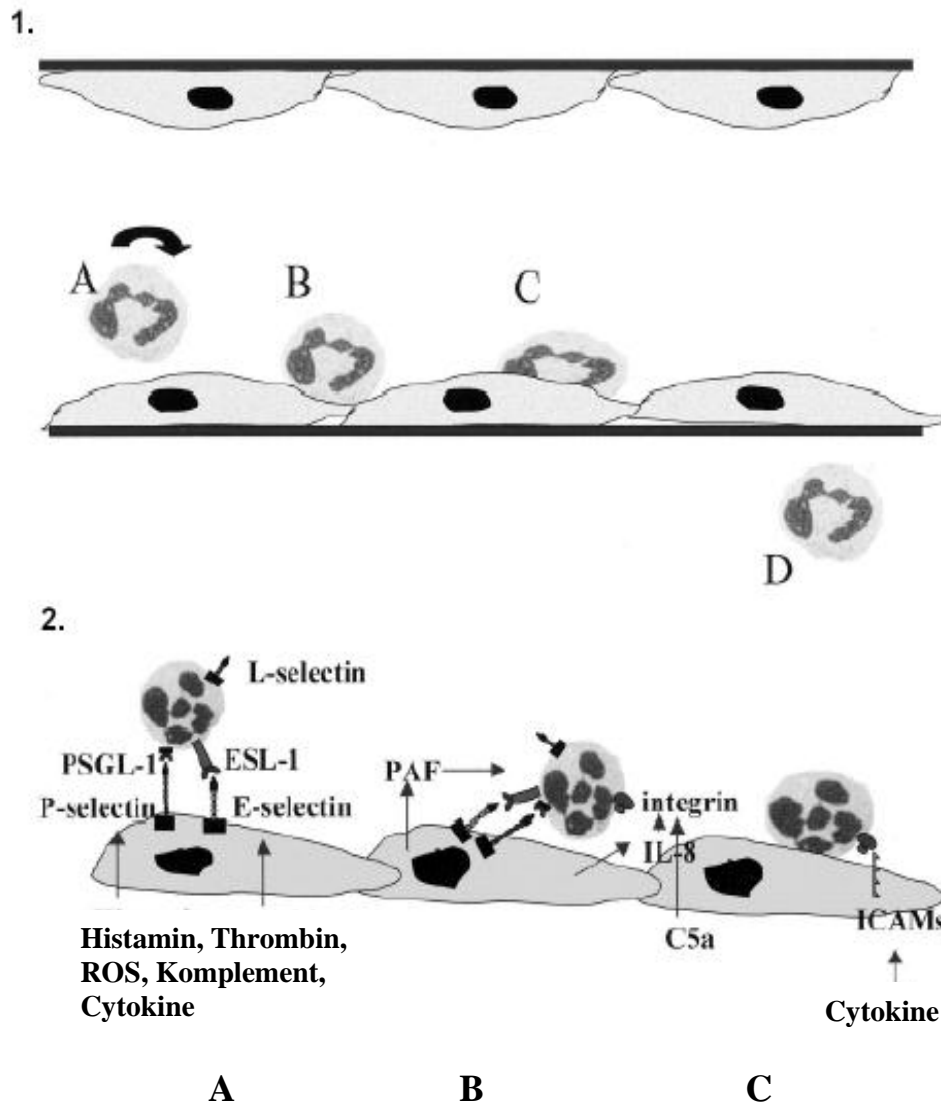 1.
A
B
C
D
2.
L-selectin
PSGL-1
ESL-1
P-selectin
E-selectin
PAF
integrin
IL-8
C5a
ICAMs
Histamin, Thrombin,
ROS, Komplement,
Cytokine
Cytokine
A
B
C